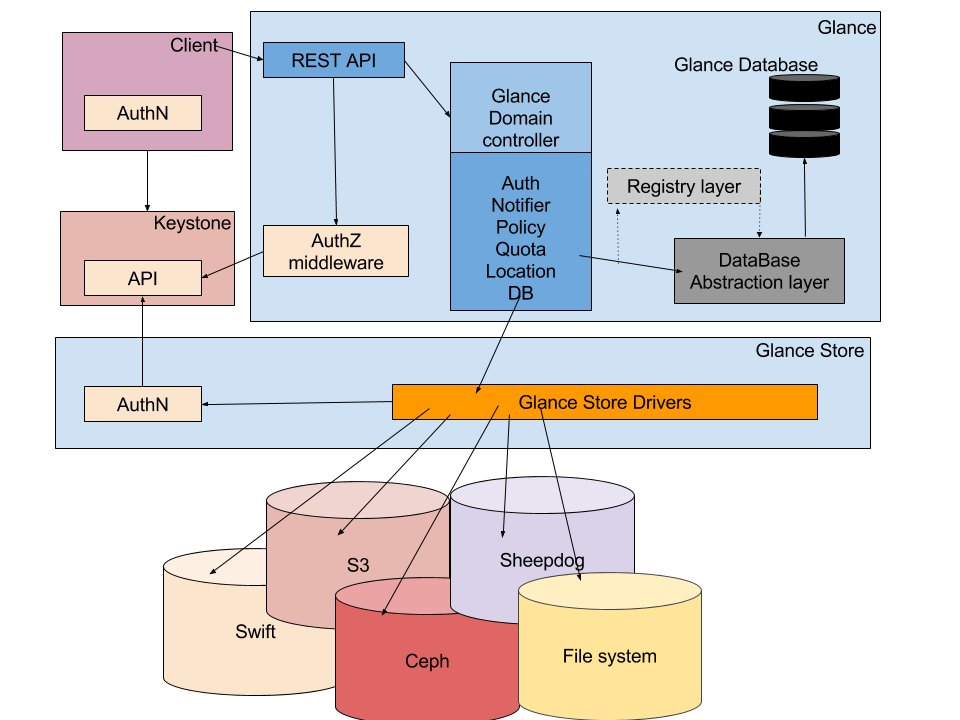 Glance
Client
REST API
Glance Database
AuthN
Glance
Domain
controller
Auth
Notifier
Policy
Quota
Location
DB
Registry layer
Keystone
API
AuthZ
middleware
DataBase
Abstraction layer
Glance Store
AuthN
Glance Store Drivers
S3
Sheepdog
Swift
Ceph
File system